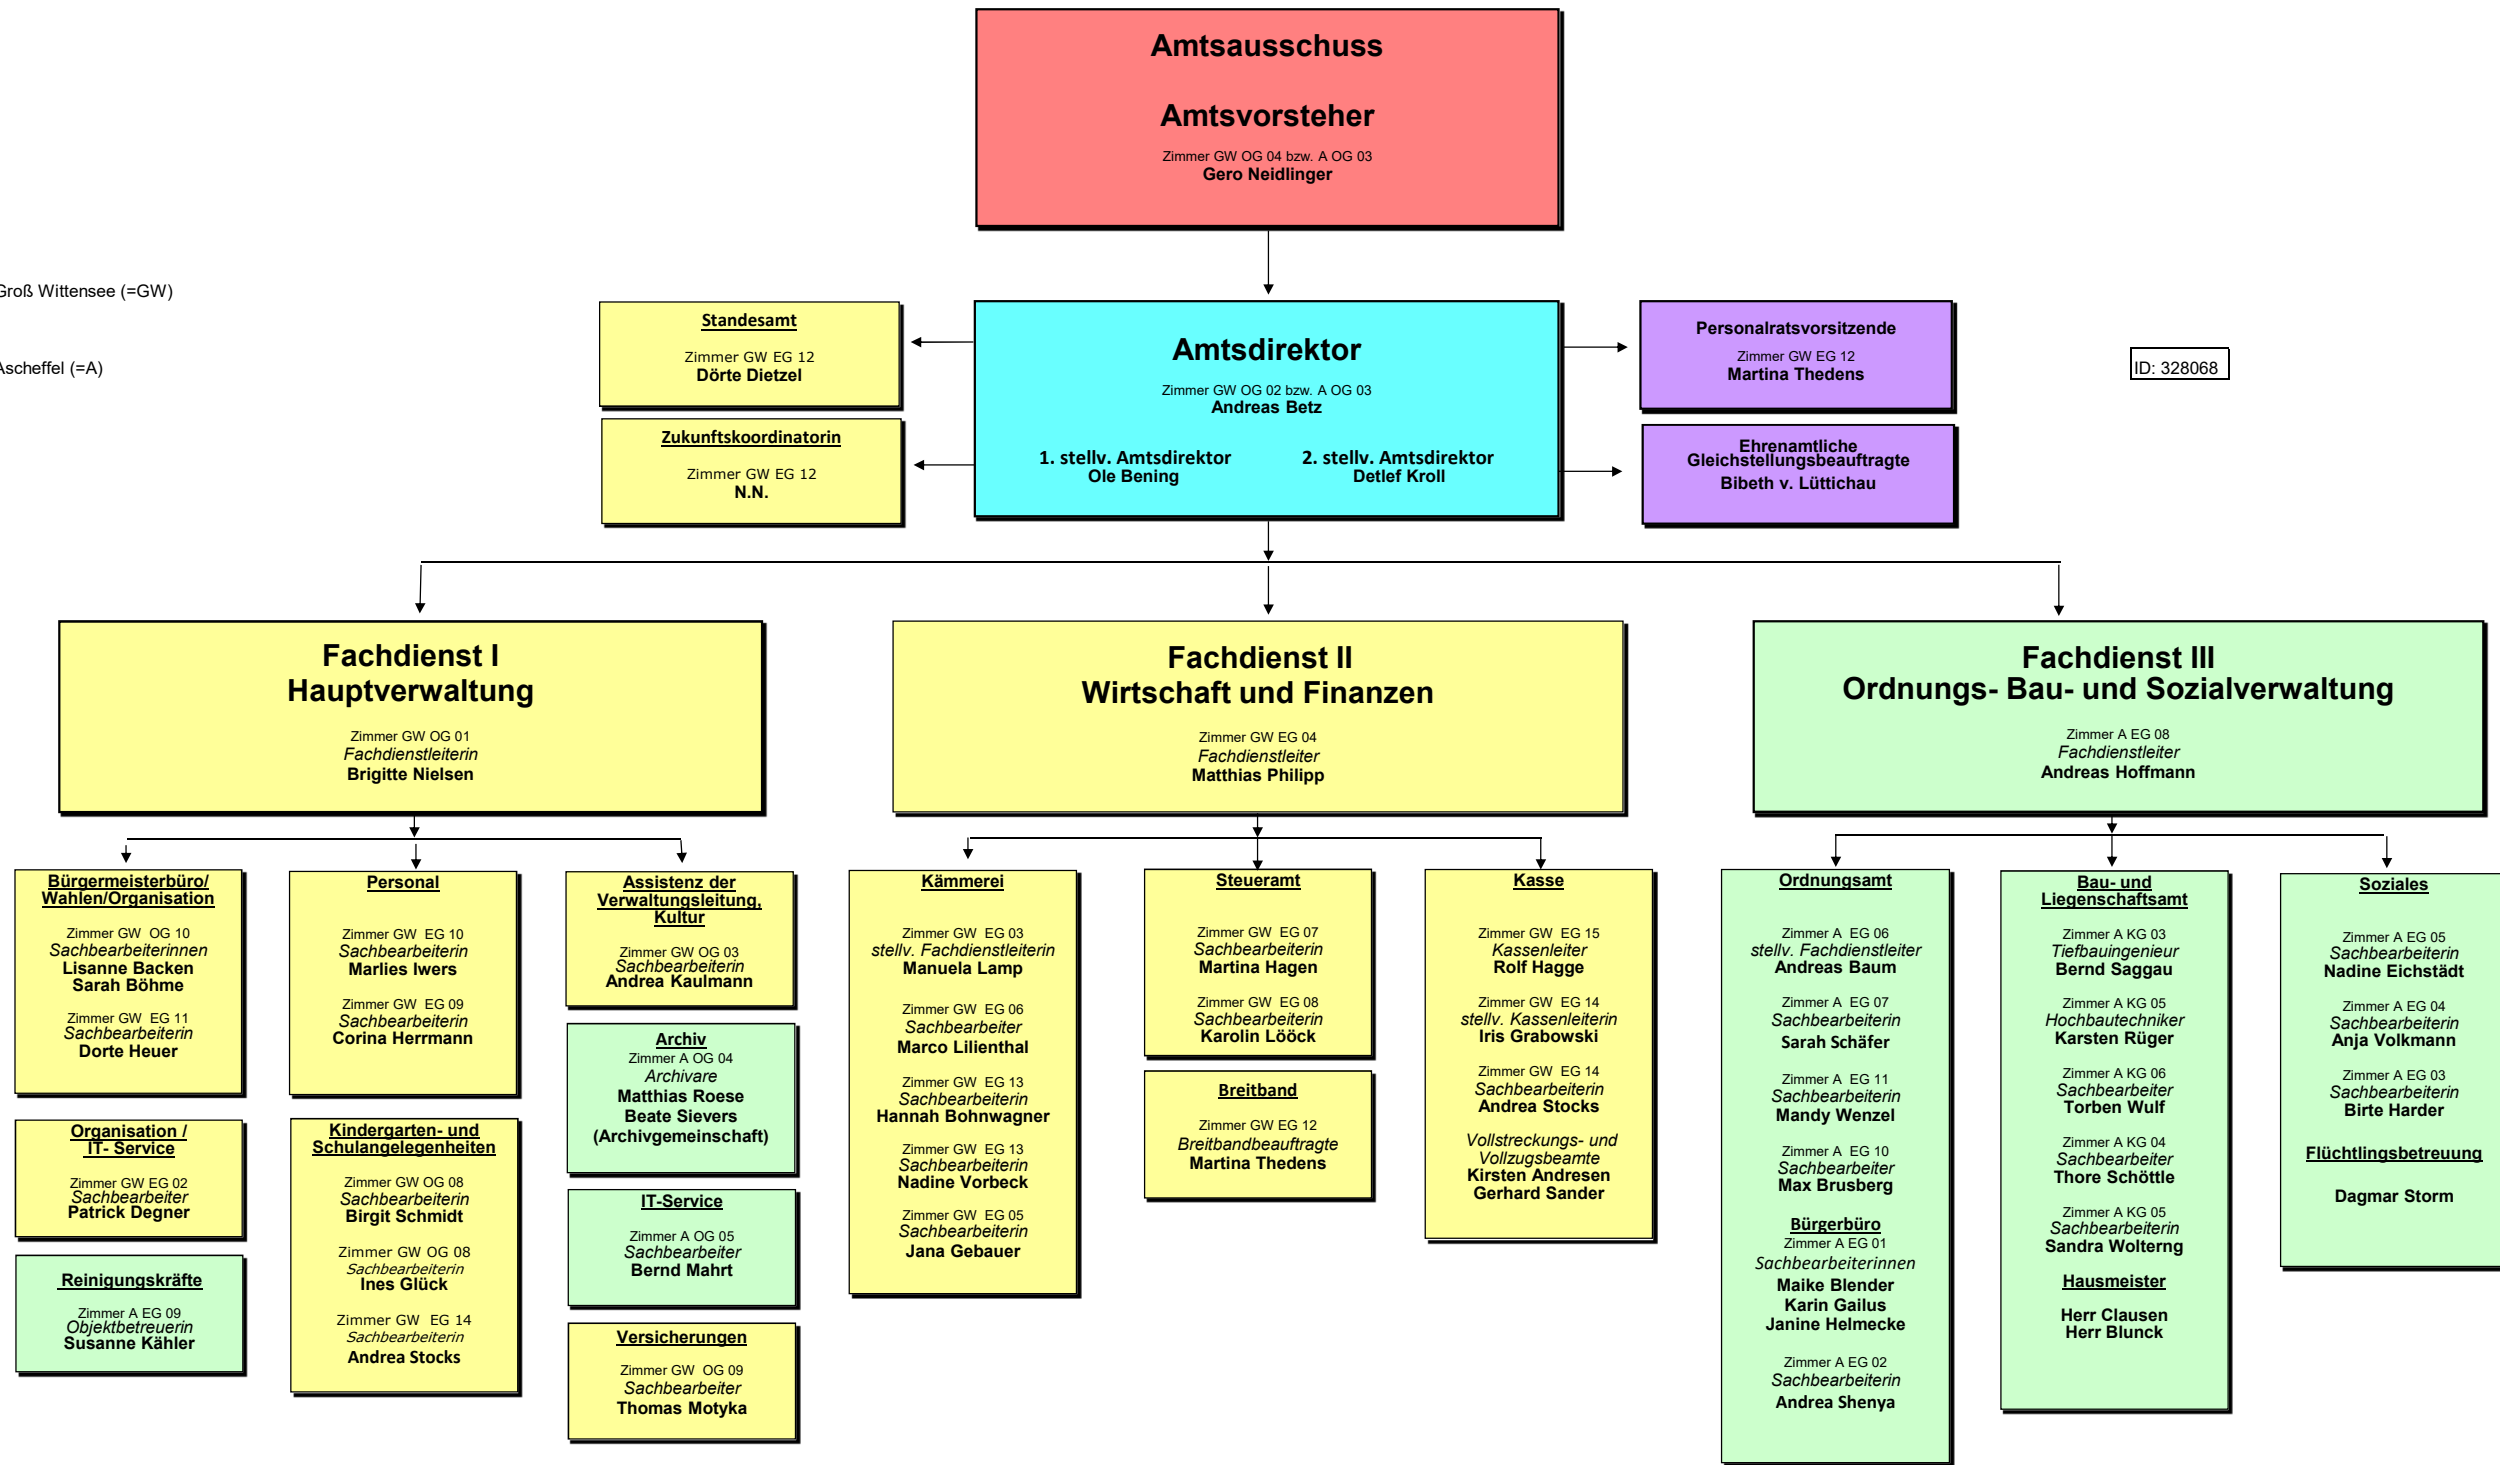 Amtsausschuss
Amtsvorsteher
Zimmer GW OG 04 bzw. A OG 03
Gero Neidlinger
Groß Wittensee (=GW)
Ascheffel (=A)
Standesamt
Zimmer GW EG 12
Dörte Dietzel
Zukunftskoordinatorin
Zimmer GW EG 12
N.N.
Amtsdirektor
Zimmer GW OG 02 bzw. A OG 03
Andreas Betz
1. stellv. Amtsdirektor
Ole Bening
2. stellv. Amtsdirektor
Detlef Kroll
Personalratsvorsitzende
Zimmer GW EG 12
Martina Thedens
Ehrenamtliche
Gleichstellungsbeauftragte
Bibeth v. Lüttichau
ID: 328068
Fachdienst I
Hauptverwaltung
Zimmer GW OG 01
Fachdienstleiterin
Brigitte Nielsen
Fachdienst II
Wirtschaft und Finanzen
Zimmer GW EG 04
Fachdienstleiter
Matthias Philipp
Fachdienst III
Ordnungs- Bau- und Sozialverwaltung
Zimmer A EG 08
Fachdienstleiter
Andreas Hoffmann
Bürgermeisterbüro/
Wahlen/Organisation
Zimmer GW OG 10
Sachbearbeiterinnen
Lisanne Backen
Sarah Böhme
Zimmer GW EG 11
Sachbearbeiterin
Dorte Heuer
Organisation /
IT- Service
Zimmer GW EG 02
Sachbearbeiter
Patrick Degner
Reinigungskräfte
Zimmer A EG 09
Objektbetreuerin
Susanne Kähler
Personal
Zimmer GW EG 10
Sachbearbeiterin
Marlies Iwers
Zimmer GW EG 09
Sachbearbeiterin
Corina Herrmann
Kindergarten- und
Schulangelegenheiten
Zimmer GW OG 08
Sachbearbeiterin
Birgit Schmidt
Zimmer GW OG 08
Sachbearbeiterin
Ines Glück
Zimmer GW EG 14
Sachbearbeiterin
Andrea Stocks
Assistenz der
Verwaltungsleitung,
Kultur
Zimmer GW OG 03
Sachbearbeiterin
Andrea Kaulmann
Archiv
Zimmer A OG 04
Archivare
Matthias Roese
Beate Sievers
(Archivgemeinschaft)
IT-Service
Zimmer A OG 05
Sachbearbeiter
Bernd Mahrt
Versicherungen
Zimmer GW OG 09
Sachbearbeiter
Thomas Motyka
Kämmerei
Zimmer GW EG 03
stellv. Fachdienstleiterin
Manuela Lamp
Zimmer GW EG 06
Sachbearbeiter
Marco Lilienthal
Zimmer GW EG 13
Sachbearbeiterin
Hannah Bohnwagner
Zimmer GW EG 13
Sachbearbeiterin
Nadine Vorbeck
Zimmer GW EG 05
Sachbearbeiterin
Jana Gebauer
Steueramt
Zimmer GW EG 07
Sachbearbeiterin
Martina Hagen
Zimmer GW EG 08
Sachbearbeiterin
Karolin Lööck
Breitband
Zimmer GW EG 12
Breitbandbeauftragte
Martina Thedens
Kasse
Zimmer GW EG 15
Kassenleiter
Rolf Hagge
Zimmer GW EG 14
stellv. Kassenleiterin
Iris Grabowski
Zimmer GW EG 14
Sachbearbeiterin
Andrea Stocks
Vollstreckungs- und
Vollzugsbeamte
Kirsten Andresen
Gerhard Sander
Ordnungsamt
Zimmer A EG 06
stellv. Fachdienstleiter
Andreas Baum
Zimmer A EG 07
Sachbearbeiterin
Sarah Schäfer
Zimmer A EG 11
Sachbearbeiterin
Mandy Wenzel
Zimmer A EG 10
Sachbearbeiter
Max Brusberg
Bürgerbüro
Zimmer A EG 01
Sachbearbeiterinnen
Maike Blender
Karin Gailus
Janine Helmecke
Zimmer A EG 02
Sachbearbeiterin
Andrea Shenya
Bau- und
Liegenschaftsamt
Zimmer A KG 03
Tiefbauingenieur
Bernd Saggau
Zimmer A KG 05
Hochbautechniker
Karsten Rüger
Zimmer A KG 06
Sachbearbeiter
Torben Wulf
Zimmer A KG 04
Sachbearbeiter
Thore Schöttle
Zimmer A KG 05
Sachbearbeiterin
Sandra Wolterng
Hausmeister
Herr Clausen
Herr Blunck
Soziales
Zimmer A EG 05
Sachbearbeiterin
Nadine Eichstädt
Zimmer A EG 04
Sachbearbeiterin
Anja Volkmann
Zimmer A EG 03
Sachbearbeiterin
Birte Harder
Flüchtlingsbetreuung
Dagmar Storm